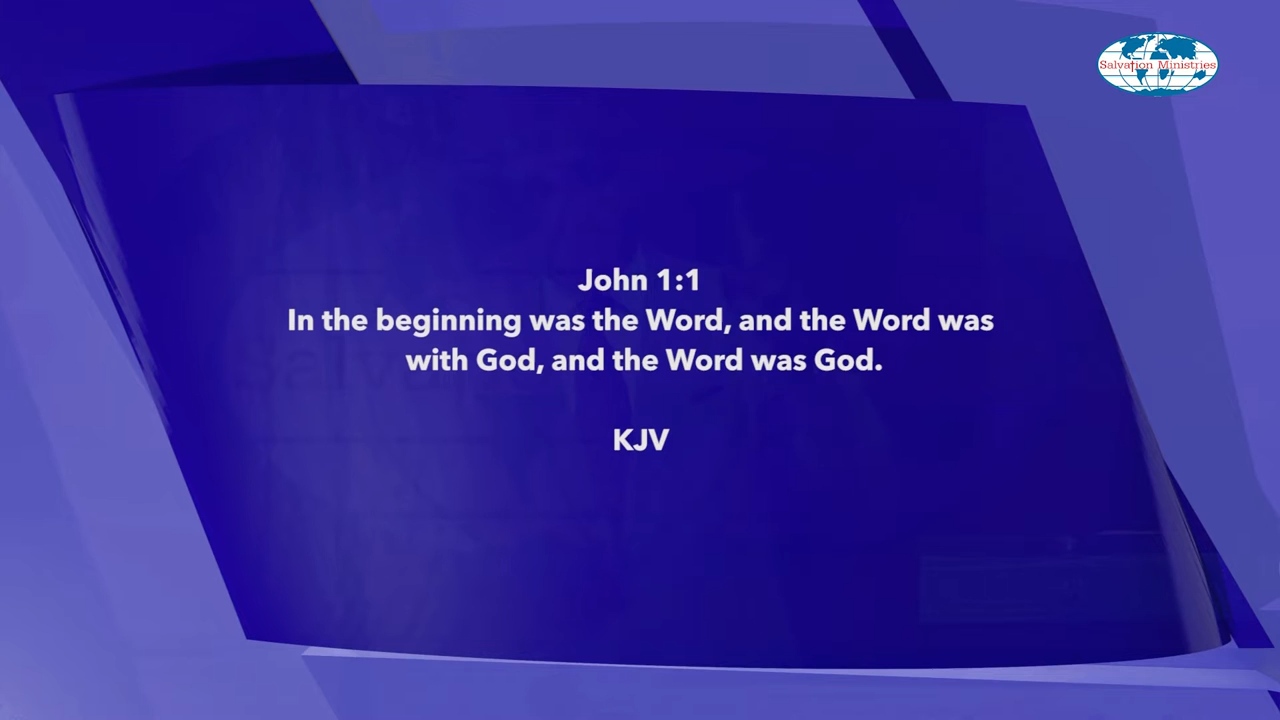 Salvation Ministries
John 1:1
In the beginning was the Word, and the Word was
with God, and the Word was God.
KJV